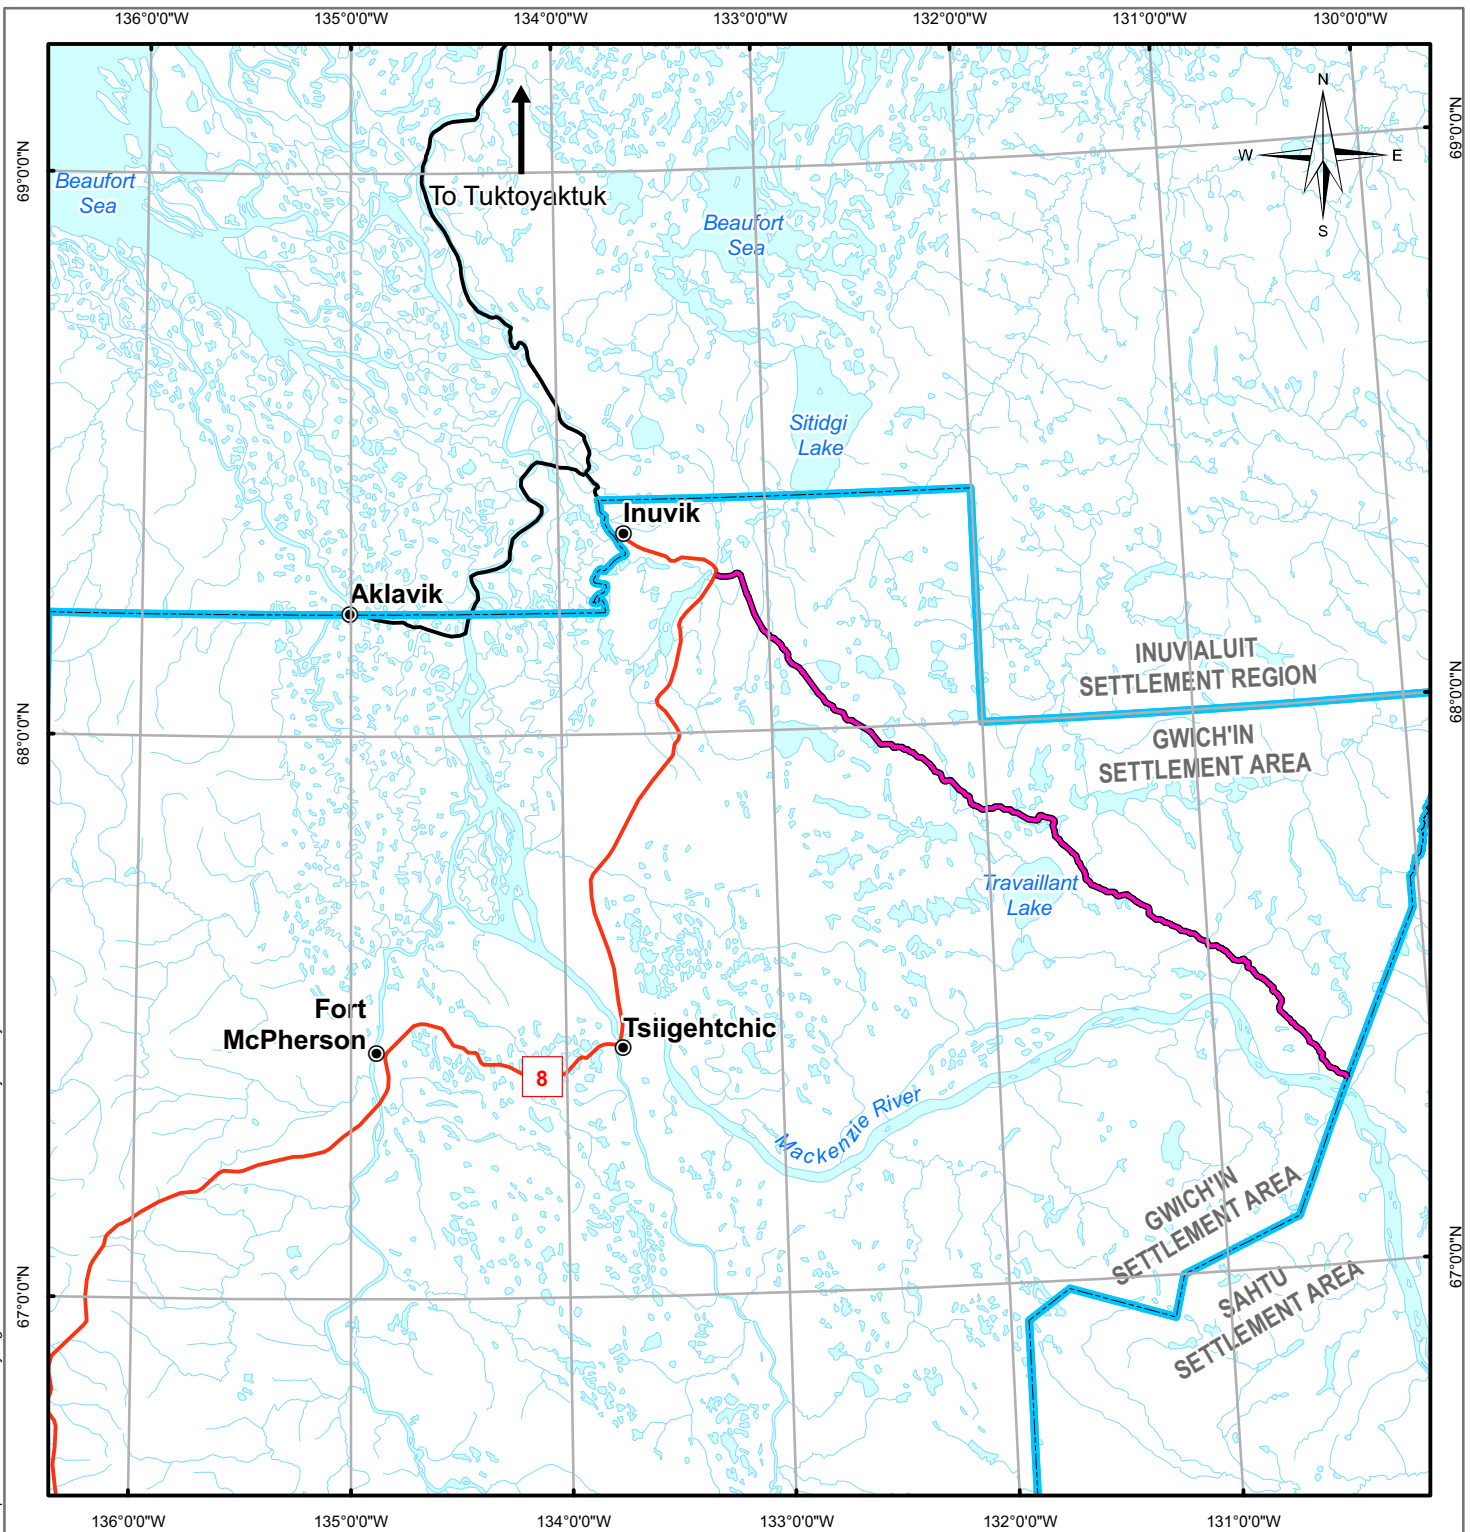 136°0'0"W
135°0'0"W
134°0'0"W
133°0'0"W
132°0'0"W
131°0'0"W
130°0'0"W
69°0'0"N
69°0'0"N
N
W
E
S
To Tuktoyaktuk
Beaufort
Sea
Beaufort
Sea
Sitidgi
Lake
Inuvik
Aklavik
INUVIALUIT
SETTLEMENT REGION
68°0'0"N
68°0'0"N
GWICH'IN
SETTLEMENT AREA
Travaillant
Lake
Fort
McPherson
Tsiigehtchic
8
Mackenzie River
GWICH'IN
SETTLEMENT AREA
SAHTU
SETTLEMENT AREA
67°0'0"N
67°0'0"N
136°0'0"W
135°0'0"W
134°0'0"W
133°0'0"W
132°0'0"W
131°0'0"W